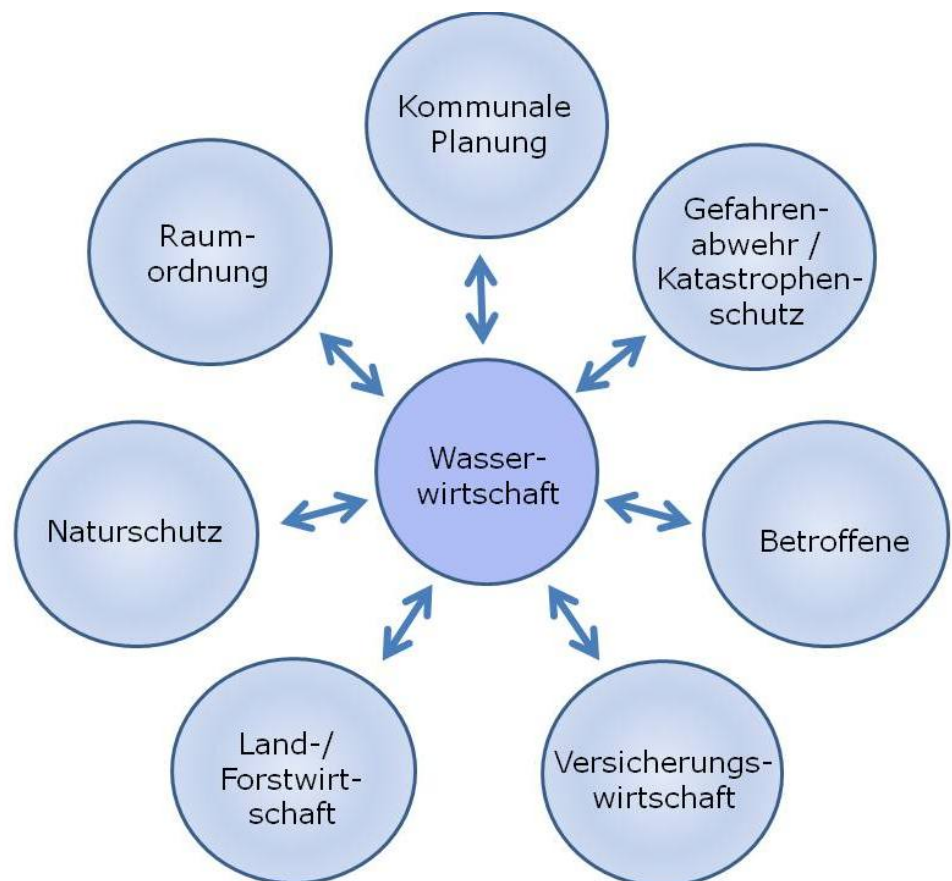 Kommunale
Planung
Gefahren-
abwehr /
Katastrophen-
schutz
Raum-
ordnung
Wasser-
wirtschaft
Naturschutz
Betroffene
Land-/
Forstwirt-
schaft
Versicherungs-
wirtschaft